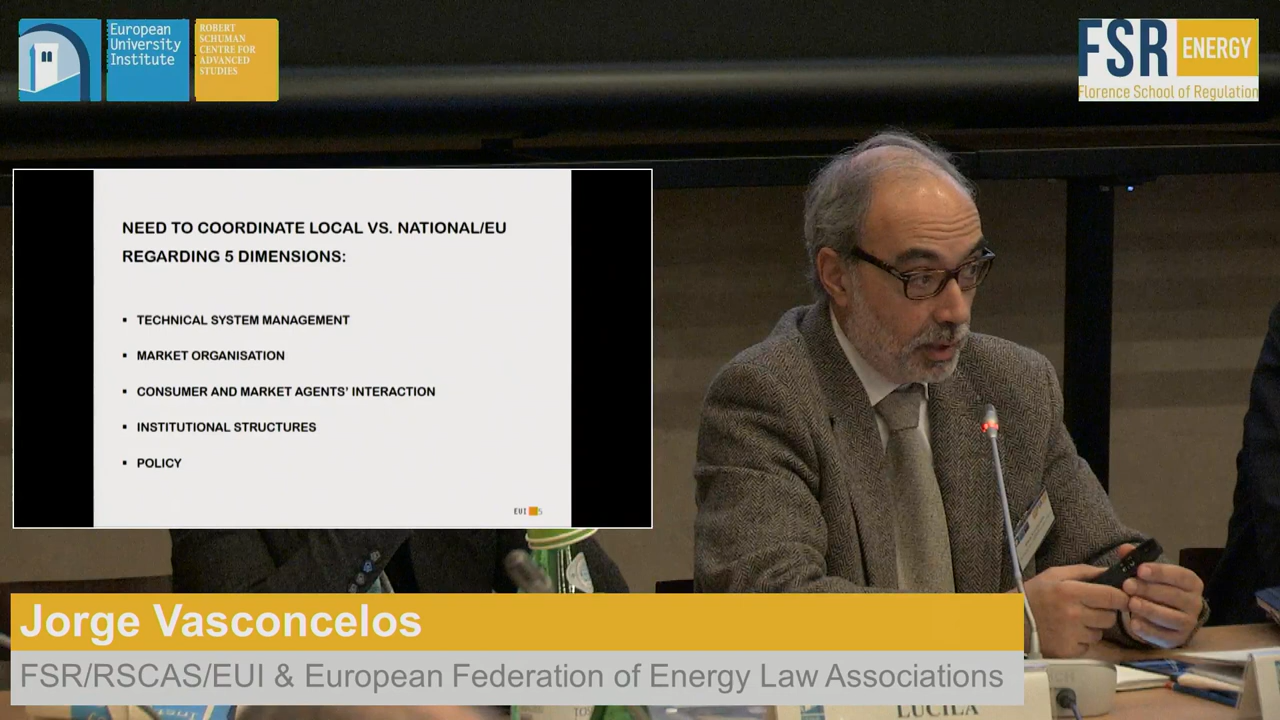 European
University
Institute
ROBERT
SCHUMAN
CENTRE FOR
ADVANCED
STUDIES
FSR ENERGY
Florence School of Regulation
NEED TO COORDINATE LOCAL VS. NATIONAL/EU
REGARDING 5 DIMENSIONS:
▪ TECHNICAL SYSTEM MANAGEMENT
▪ MARKET ORGANISATION
▪ CONSUMER AND MARKET AGENTS' INTERACTION
▪ INSTITUTIONAL STRUCTURES
▪ POLICY
EUI 5
Jorge Vasconcelos
FSR/RSCAS/EUI & European Federation of Energy Law Associations
LUCILA